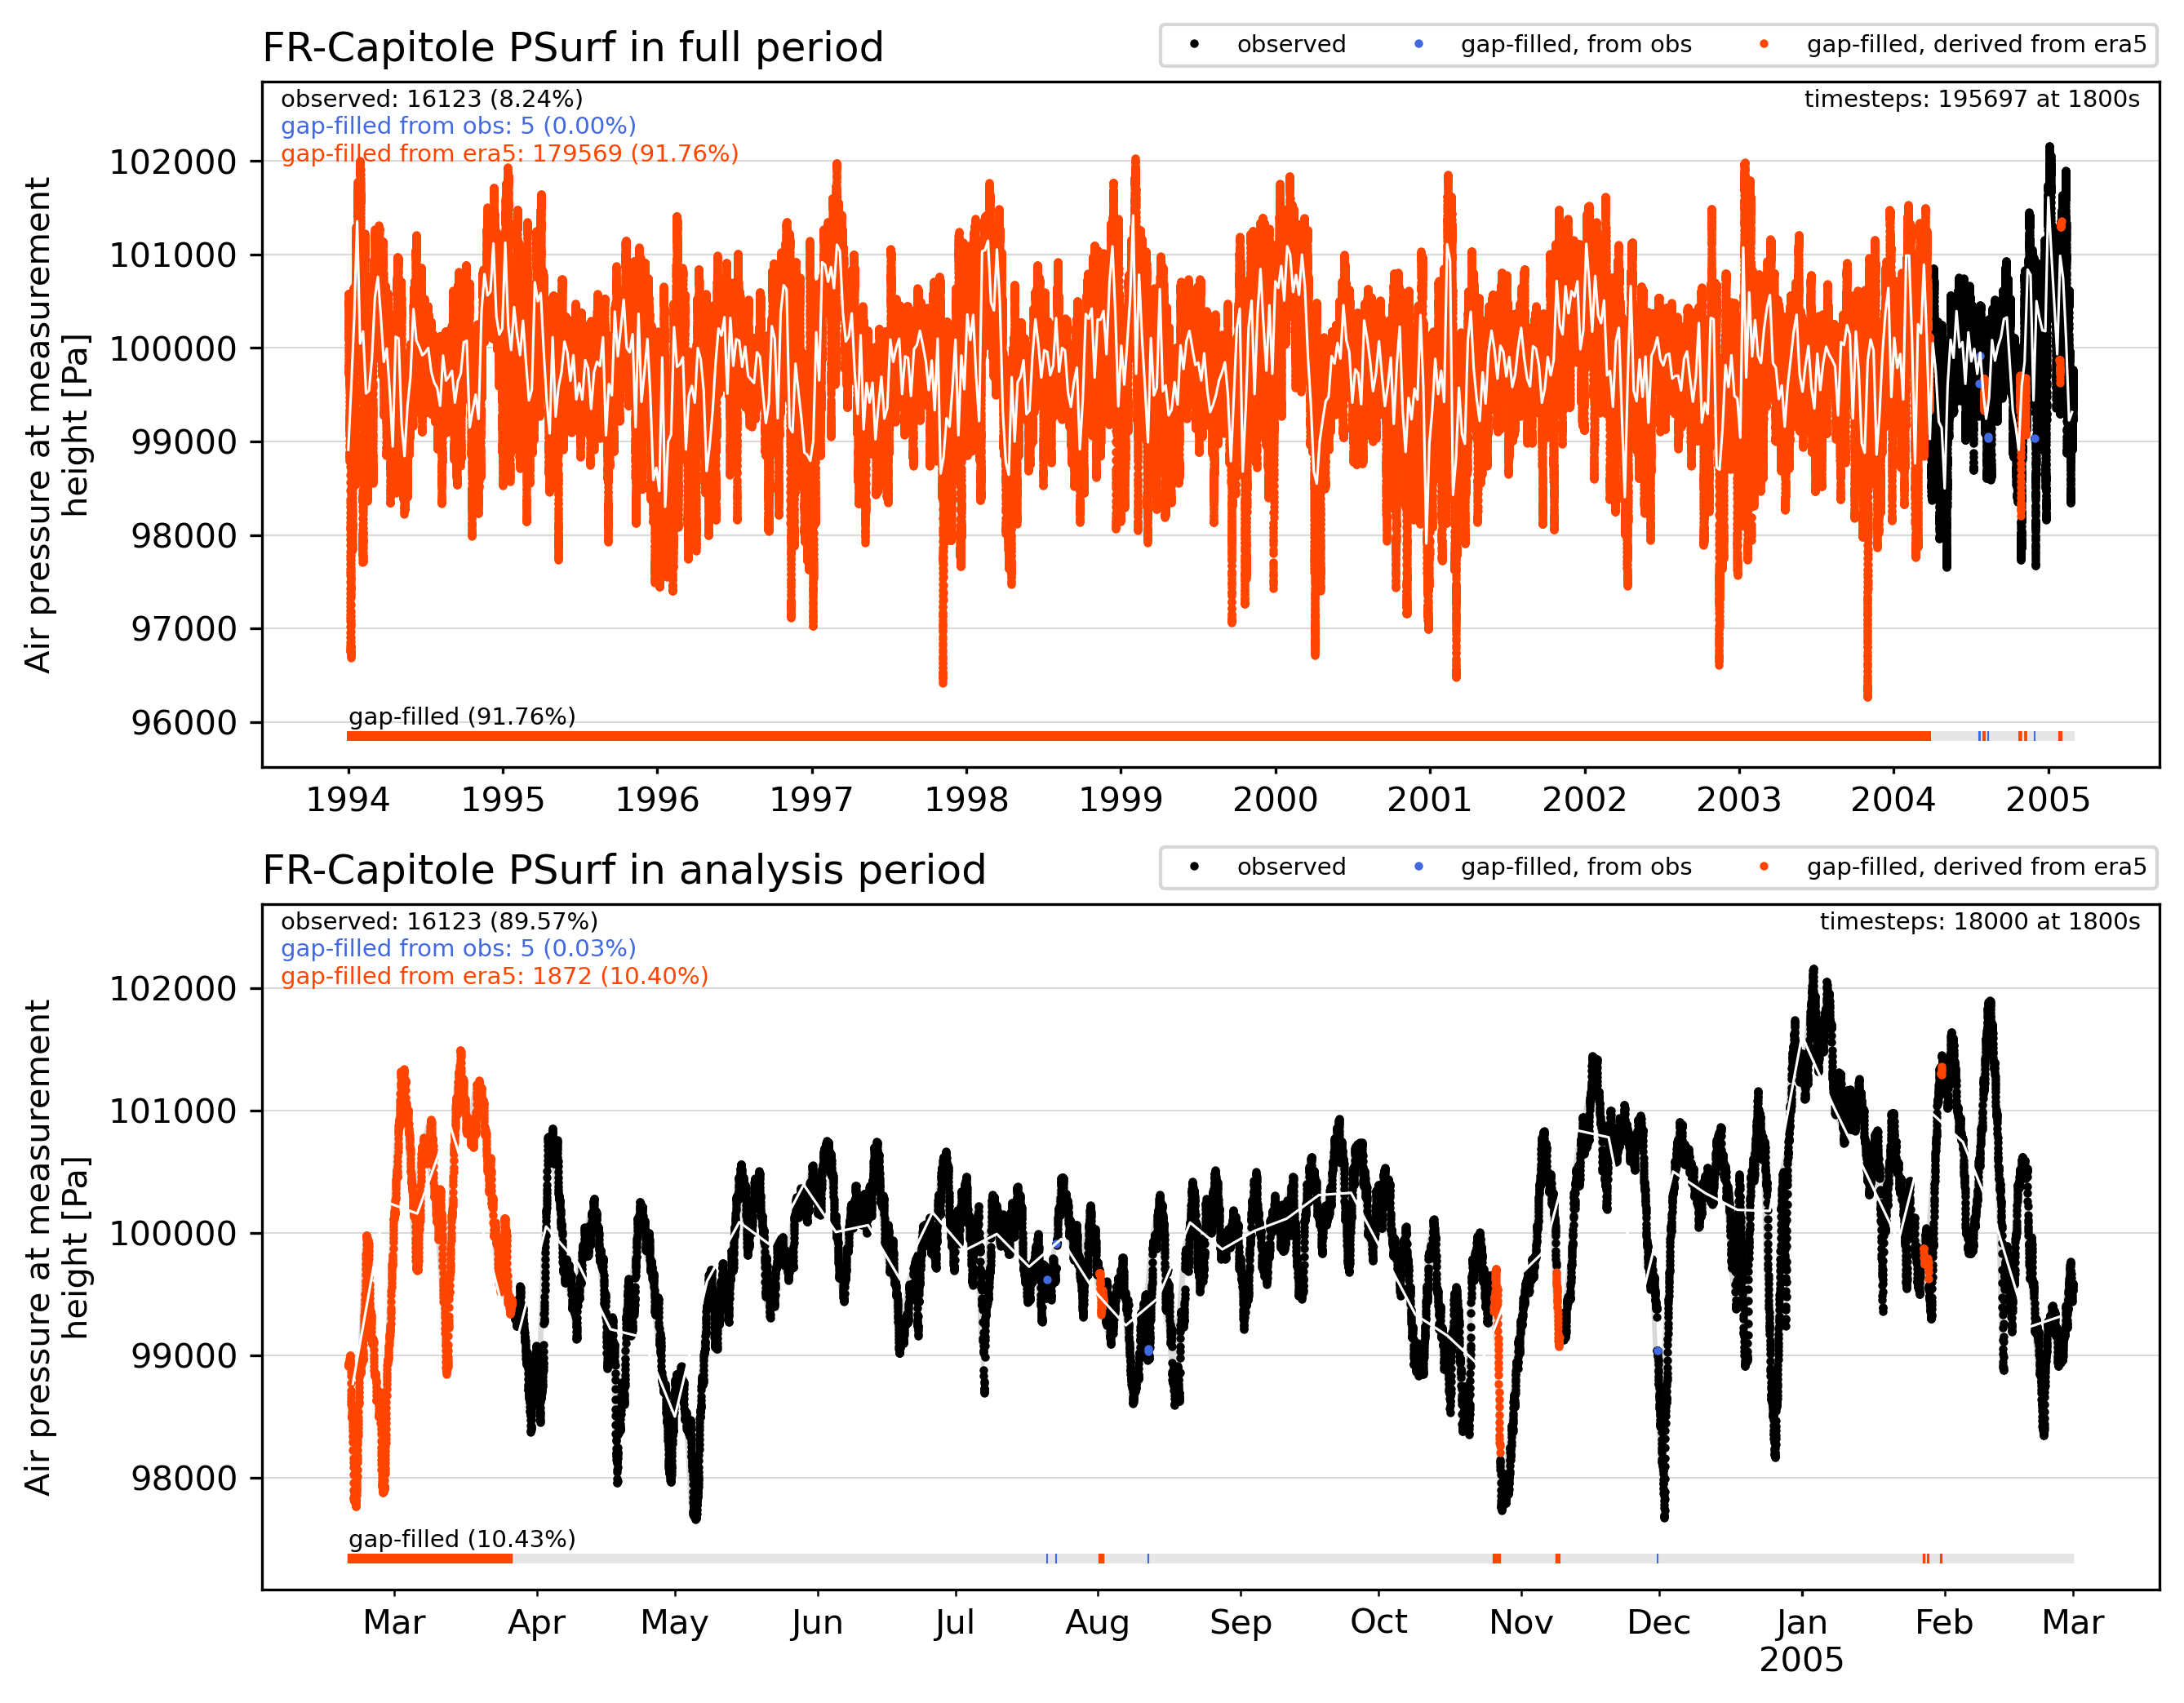 FR-Capitole PSurf in full period
observed
gap-filled, from obs
gap-filled, derived from era5
observed: 16123 (8.24%)
timesteps: 195697 at 1800s
gap-filled from obs: 5 (0.00%)
gap-filled from era5: 179569 (91.76%)
Air pressure at measurement
height [Pa]
102000
101000
100000
99000
98000
97000
96000
gap-filled (91.76%)
1994 1995 1996 1997 1998 1999 2000 2001 2002 2003 2004 2005
FR-Capitole PSurf in analysis period
observed
gap-filled, from obs
gap-filled, derived from era5
observed: 16123 (89.57%)
timesteps: 18000 at 1800s
gap-filled from obs: 5 (0.03%)
gap-filled from era5: 1872 (10.40%)
Air pressure at measurement
height [Pa]
102000
101000
100000
99000
98000
gap-filled (10.43%)
Mar Apr May Jun Jul Aug Sep Oct Nov Dec Jan Feb Mar
2005